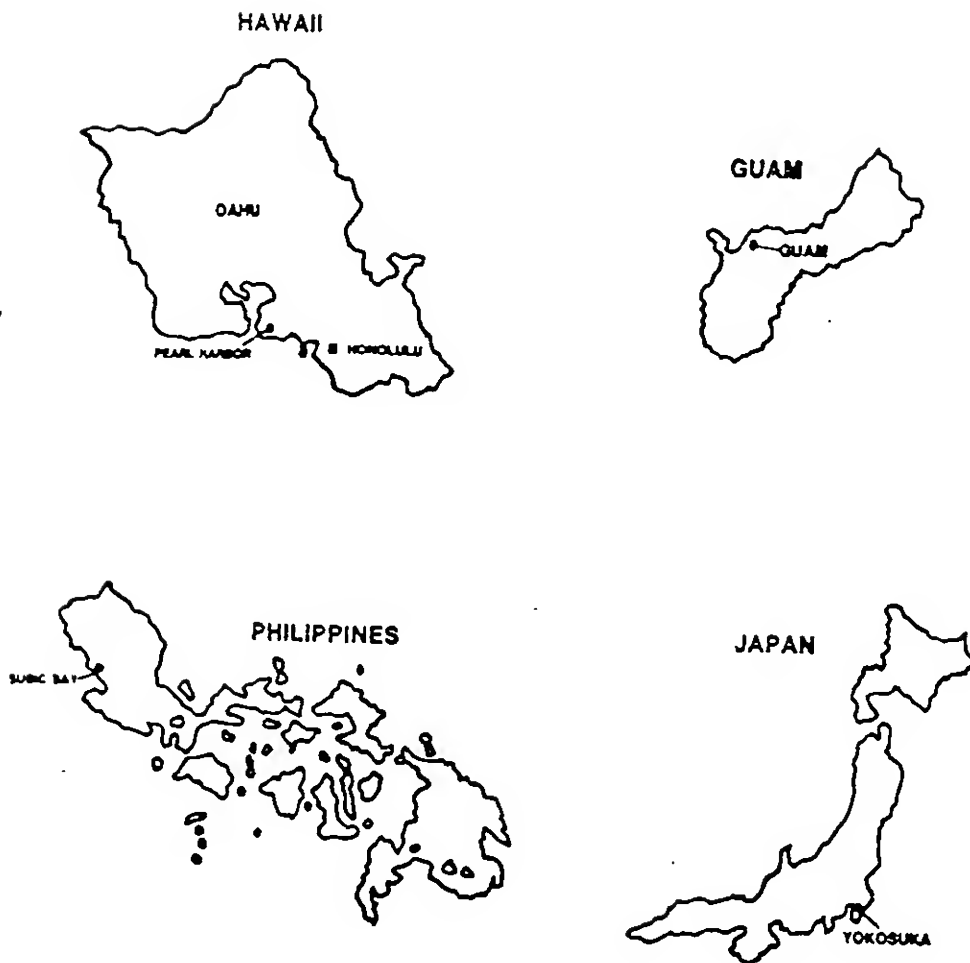 HAWAII
OAHU
PEARL HARBOR
HONOLULU
GUAM
GUAM
PHILIPPINES
SUBIC BAY
JAPAN
YOKOSUKA